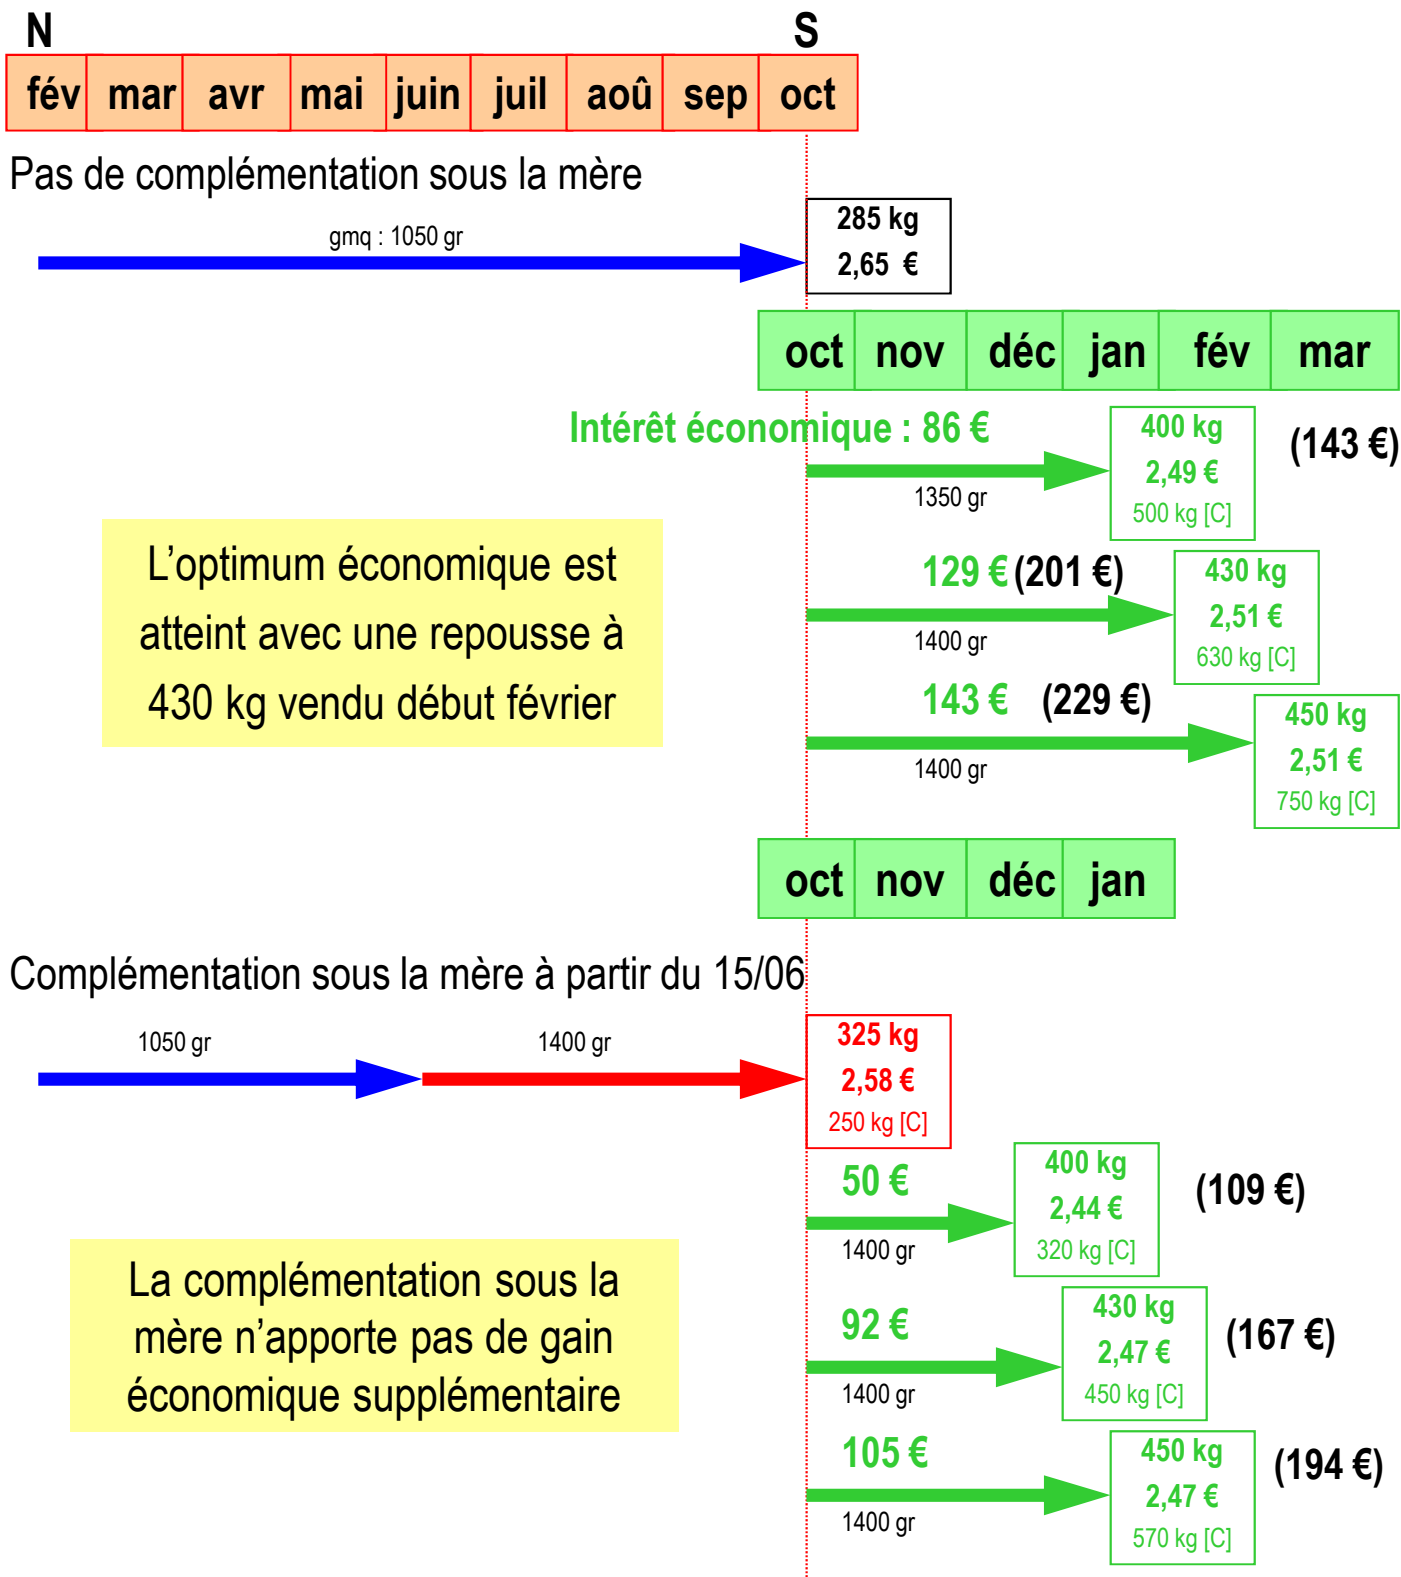 N S
fév mar avr mai juin juil aoû sep oct
Pas de complémentation sous la mère
gmq : 1050 gr
285 kg
2,65 €
oct nov déc jan fév mar
Intérêt économique : 86 €
1350 gr
400 kg
2,49 €
500 kg [C]
(143 €)
L'optimum économique est
atteint avec une repousse à
430 kg vendu début février
129 € (201 €)
1400 gr
430 kg
2,51 €
630 kg [C]
143 € (229 €)
1400 gr
450 kg
2,51 €
750 kg [C]
oct nov déc jan
Complémentation sous la mère à partir du 15/06
1050 gr
1400 gr
325 kg
2,58 €
250 kg [C]
50 €
1400 gr
400 kg
2,44 €
320 kg [C]
(109 €)
La complémentation sous la
mère n'apporte pas de gain
économique supplémentaire
92 €
1400 gr
430 kg
2,47 €
450 kg [C]
(167 €)
105 €
1400 gr
450 kg
2,47 €
570 kg [C]
(194 €)